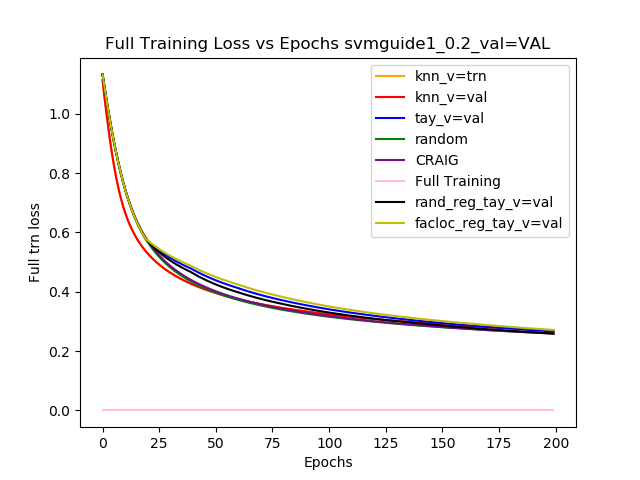 Full Training Loss vs Epochs svmguide1_0.2_val=VAL
knn_v=trn
knn_v=val
tay_v=val
random
CRAIG
Full Training
rand_reg_tay_v=val
facloc_reg_tay_v=val
Full trn loss
1.0
0.8
0.6
0.4
0.2
0.0
0 25 50 75 100 125 150 175 200
Epochs